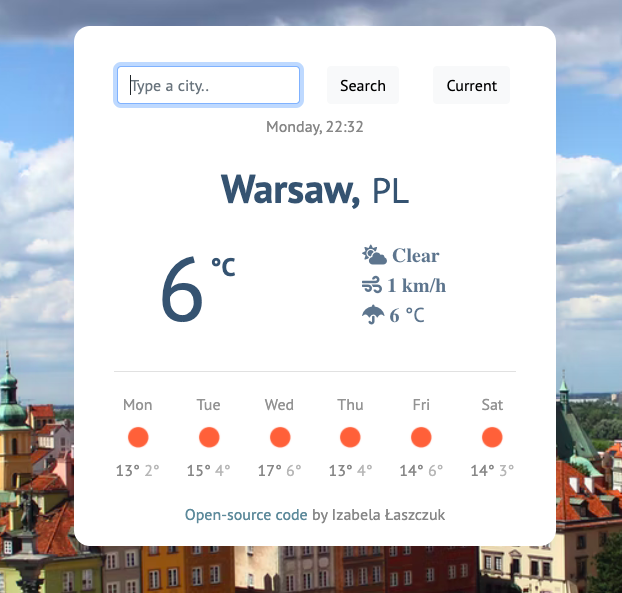 Type a city.. Search Current
Monday, 22:32
Warsaw, PL
6 °C
Clear
1 km/h
6 °C
Mon Tue Wed Thu Fri Sat
13° 2° 15° 4° 17° 6° 13° 4° 14° 6° 14° 3°
Open-source code by Izabela Łaszczuk